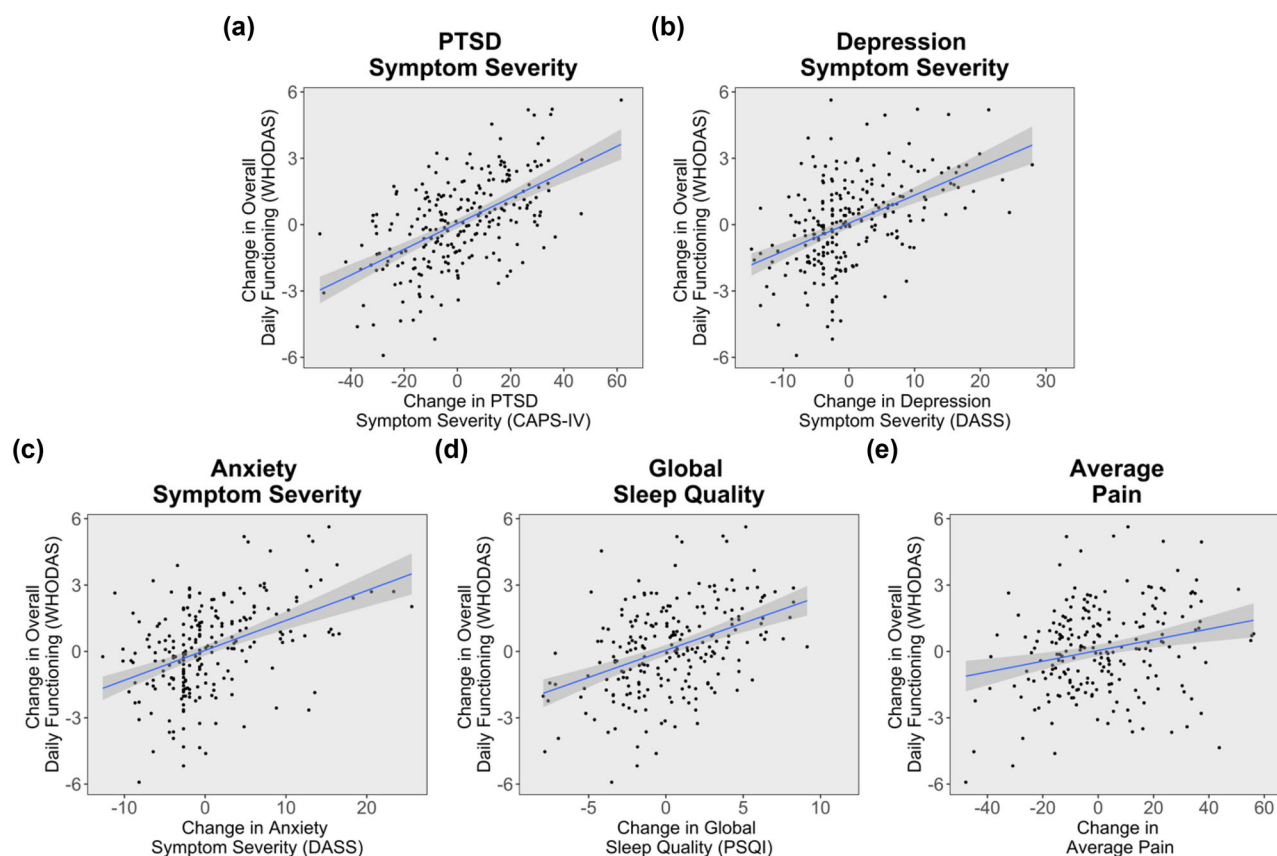 (a)
PTSD
Symptom Severity
6
3
0
-3
-6
Change in Overall
Daily Functioning (WHODAS)
-40 -20 0 20 40 60
Change in PTSD
Symptom Severity (CAPS-IV)
(b)
Depression
Symptom Severity
6
3
0
-3
-6
Change in Overall
Daily Functioning (WHODAS)
-10 0 10 20 30
Change in Depression
Symptom Severity (DASS)
(c)
Anxiety
Symptom Severity
6
3
0
-3
-6
Change in Overall
Daily Functioning (WHODAS)
-10 0 10 20
Change in Anxiety
Symptom Severity (DASS)
(d)
Global
Sleep Quality
6
3
0
-3
-6
Change in Overall
Daily Functioning (WHODAS)
-5 0 5 10
Change in Global
Sleep Quality (PSQI)
(e)
Average
Pain
6
3
0
-3
-6
Change in Overall
Daily Functioning (WHODAS)
-40 -20 0 20 40 60
Change in
Average Pain